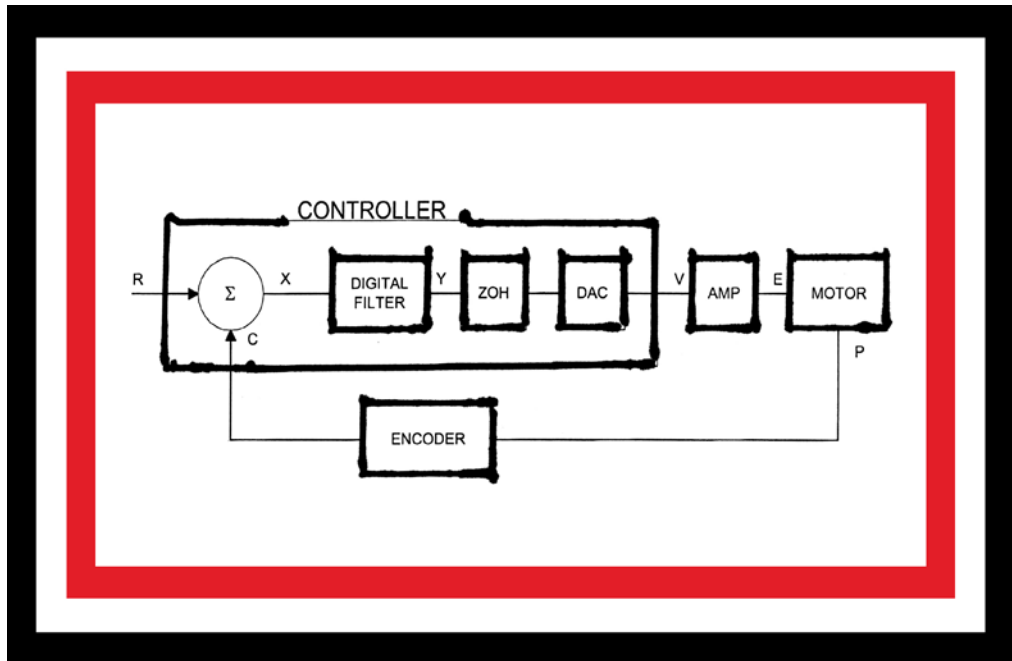 CONTROLLER
R
Σ
X
DIGITAL
FILTER
Y
ZOH
DAC
V
AMP
E
MOTOR
C
P
ENCODER